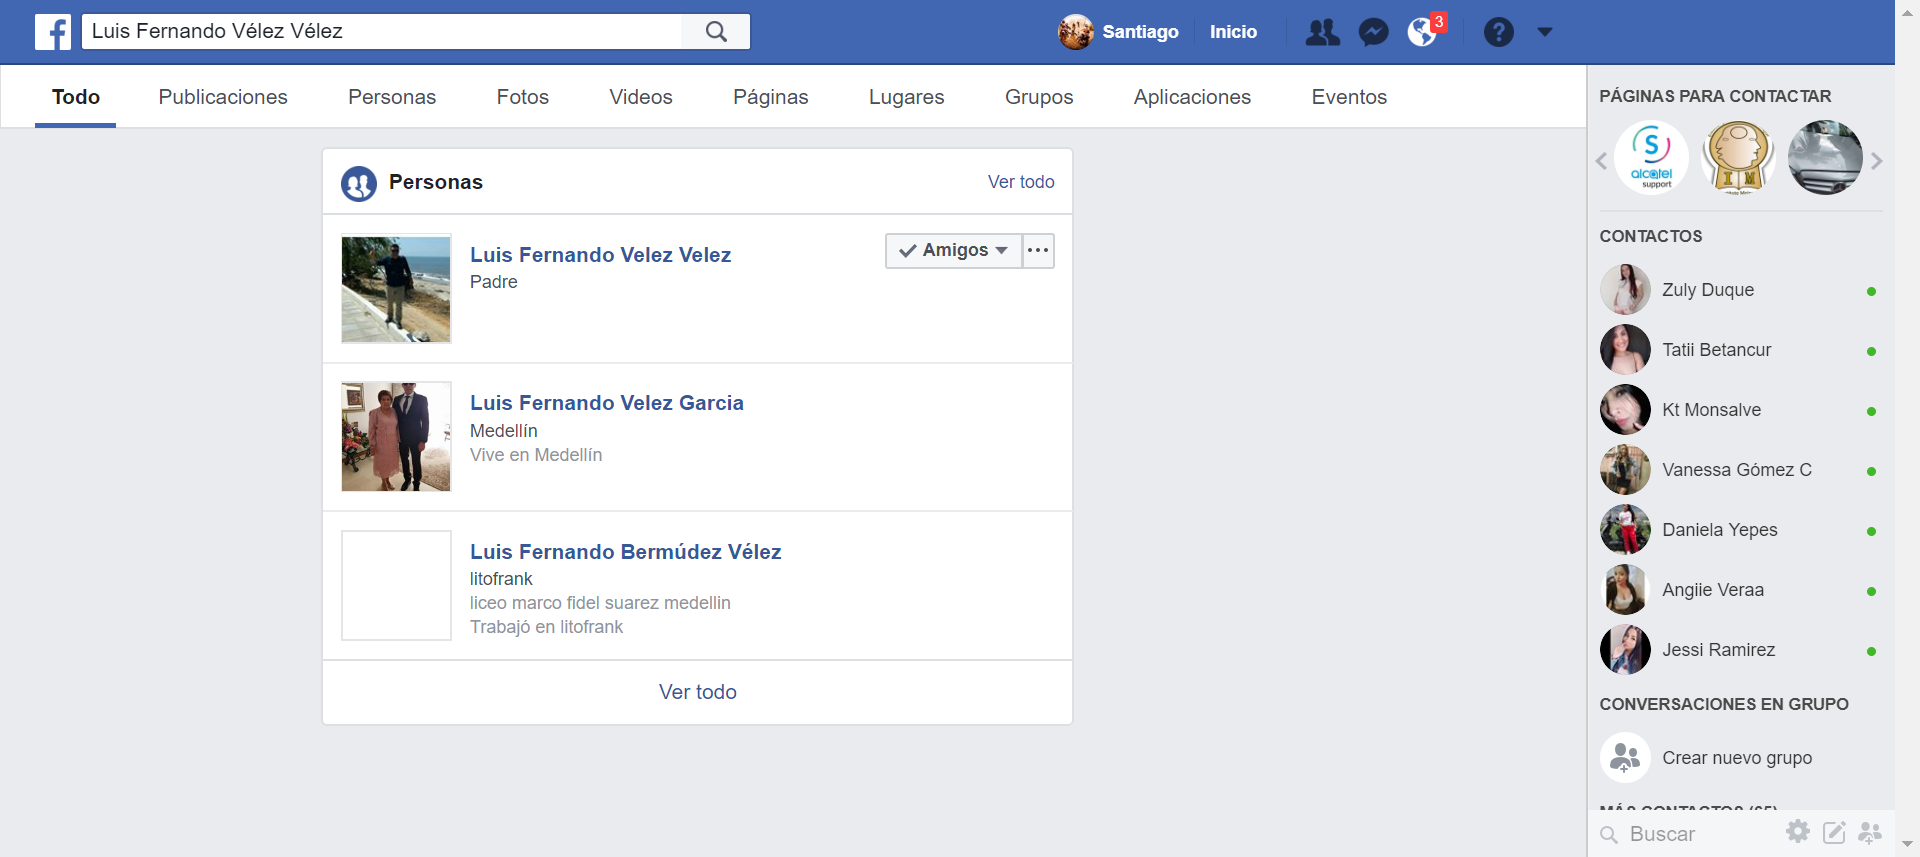 Luis Fernando Vélez Vélez
Santiago
Inicio
3
?
Todo
Publicaciones
Personas
Fotos
Videos
Páginas
Lugares
Grupos
Aplicaciones
Eventos
Personas
Ver todo
Luis Fernando Velez Velez
Padre
Amigos
Luis Fernando Velez Garcia
Medellín
Vive en Medellín
Luis Fernando Bermúdez Vélez
litofrank
liceo marco fidel suarez medellin
Trabajó en litofrank
Ver todo
PÁGINAS PARA CONTACTAR
S
alcatel
support
I M
CONTACTOS
Zuly Duque
Tatii Betancur
Kt Monsalve
Vanessa Gómez C
Daniela Yepes
Angiie Veraa
Jessi Ramirez
CONVERSACIONES EN GRUPO
Crear nuevo grupo
MÁS CONTACTOS (65)
Buscar